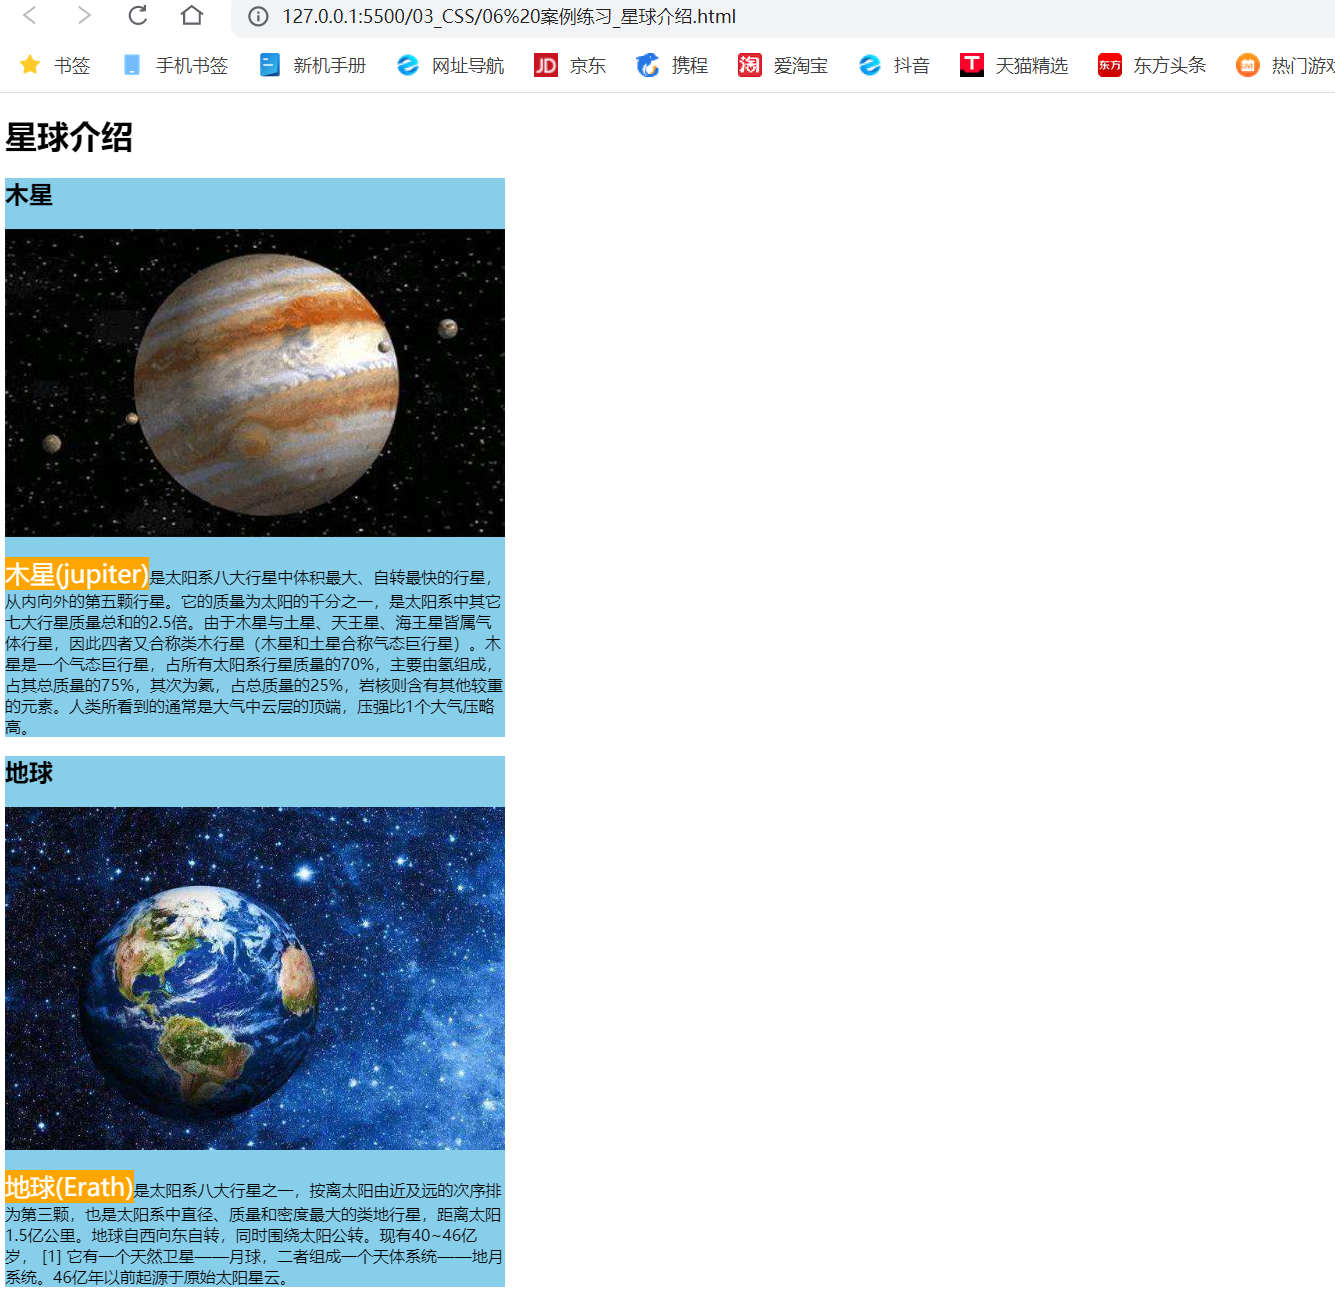 127.0.0.1:5500/03_CSS/06%20案例练习_星球介绍.html
书签 手机书签 新机手册 网址导航 JD 京东 携程 淘 爱淘宝 抖音 T 天猫精选 东方 东方头条 LIVE 热门游戏
星球介绍
木星
木星(jupiter)是太阳系八大行星中体积最大、自转最快的行星，
从内向外的第五颗行星。它的质量为太阳的千分之一，是太阳系中其它
七大行星质量总和的2.5倍。由于木星与土星、天王星、海王星皆属气
体行星，因此四者又合称类木行星（木星和土星合称气态巨行星）。木
星是一个气态巨行星，占所有太阳系行星质量的70%，主要由氢组成，
占其总质量的75%，其次为氦，占总质量的25%，岩核则含有其他较重
的元素。人类所看到的通常是大气中云层的顶端，压强比1个大气压略
高。
地球
地球(Erath)是太阳系八大行星之一，按离太阳由近及远的次序排
为第三颗，也是太阳系中直径、质量和密度最大的类地行星，距离太阳
1.5亿公里。地球自西向东自转，同时围绕太阳公转。现有40~46亿
岁， [1] 它有一个天然卫星——月球，二者组成一个天体系统——地月
系统。46亿年以前起源于原始太阳星云。